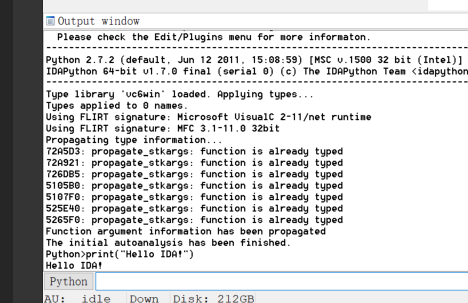 Output window
Please check the Edit/Plugins menu for more informaton.
Python 2.7.2 (default, Jun 12 2011, 15:08:59) [MSC v.1500 32 bit (Intel)]
IDAPython 64-bit v1.7.0 final (serial 0) (c) The IDAPython Team <idapython
Type library 'vc6win' loaded. Applying types...
Types applied to 0 names.
Using FLIRT signature: Microsoft VisualC 2-11/net runtime
Using FLIRT signature: MFC 3.1-11.0 32bit
Propagating type information...
72A5D3: propagate_stkargs: function is already typed
72A921: propagate_stkargs: function is already typed
726DB5: propagate_stkargs: function is already typed
5105B0: propagate_stkargs: function is already typed
5107F0: propagate_stkargs: function is already typed
525E40: propagate_stkargs: function is already typed
5265F0: propagate_stkargs: function is already typed
Function argument information has been propagated
The initial autoanalysis has been finished.
Python>print("Hello IDA!")
Hello IDA!
Python
AU: idle Down Disk: 212GB